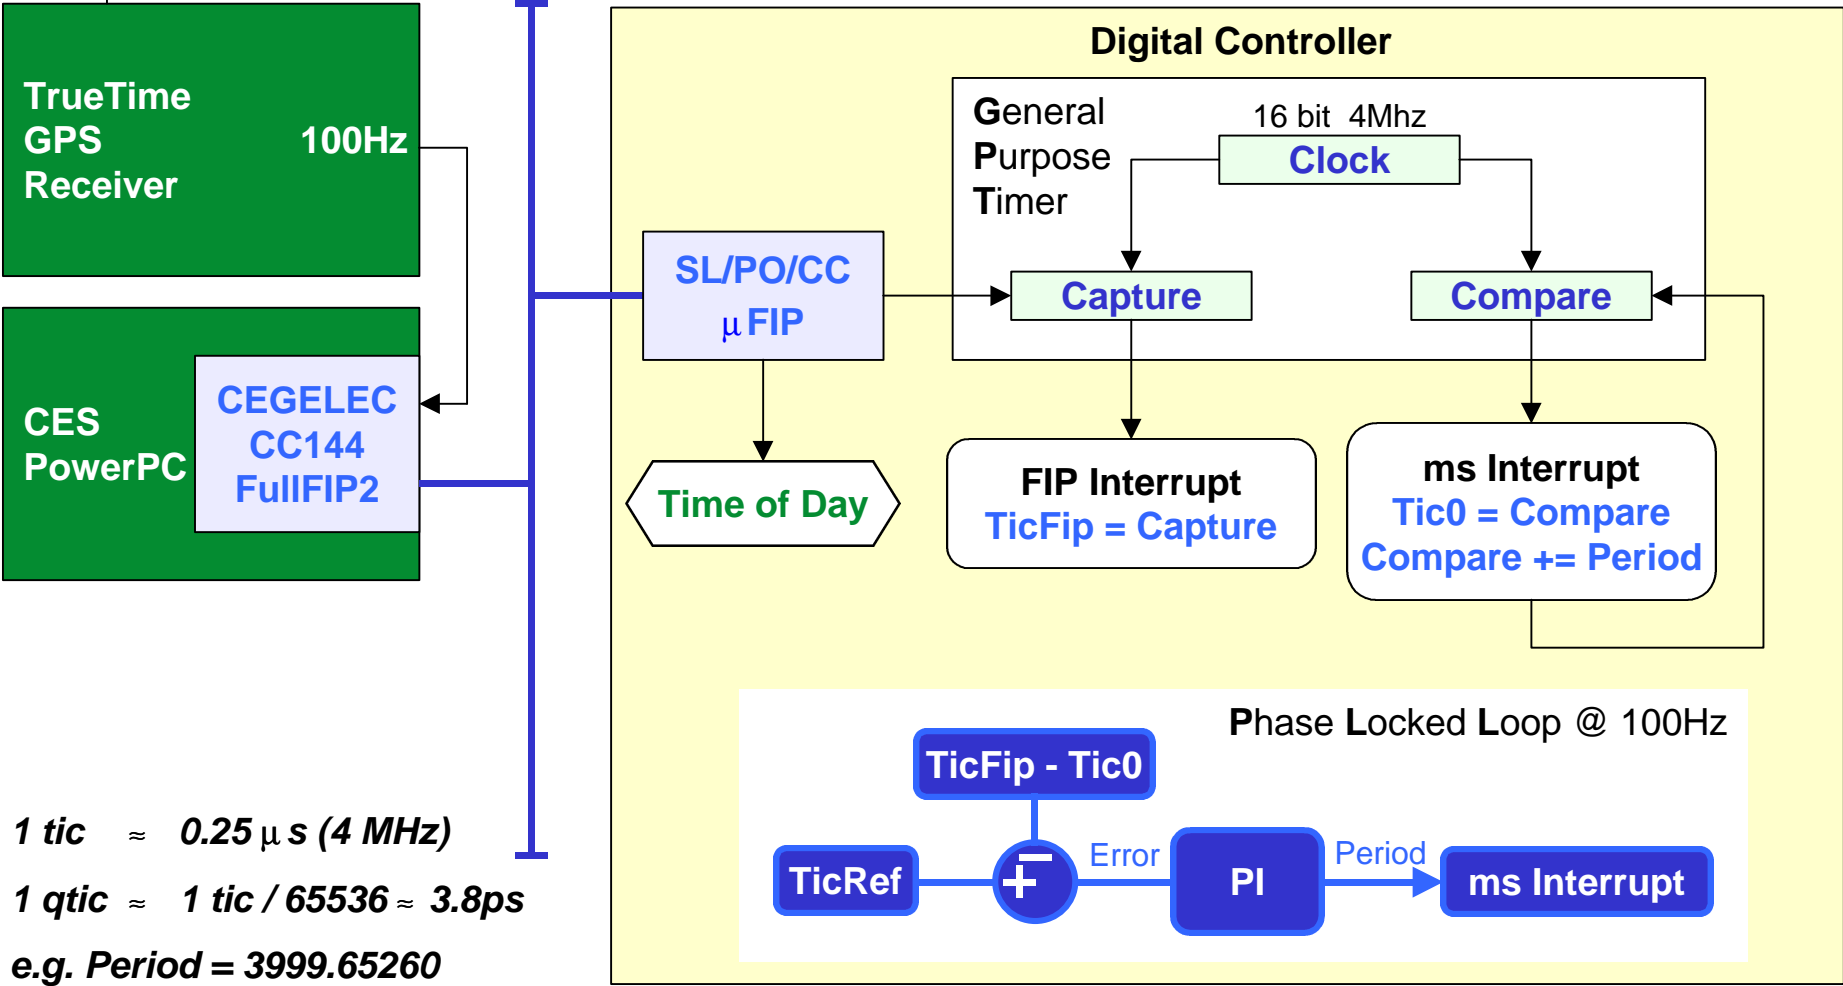 TrueTime
GPS 100Hz
Receiver
CES
PowerPC
CEGELEC
CC144
FullFIP2
1 tic ≈ 0.25 μ s (4 MHz)
1 qtic ≈ 1 tic / 65536 ≈ 3.8ps
e.g. Period = 3999.65260
Digital Controller
General
Purpose
Timer
16 bit 4Mhz
Clock
SL/PO/CC
μ FIP
Capture
Compare
Time of Day
FIP Interrupt
TicFip = Capture
ms Interrupt
Tic0 = Compare
Compare += Period
Phase Locked Loop @ 100Hz
TicFip - Tic0
TicRef
+ −
Error
PI
Period
ms Interrupt